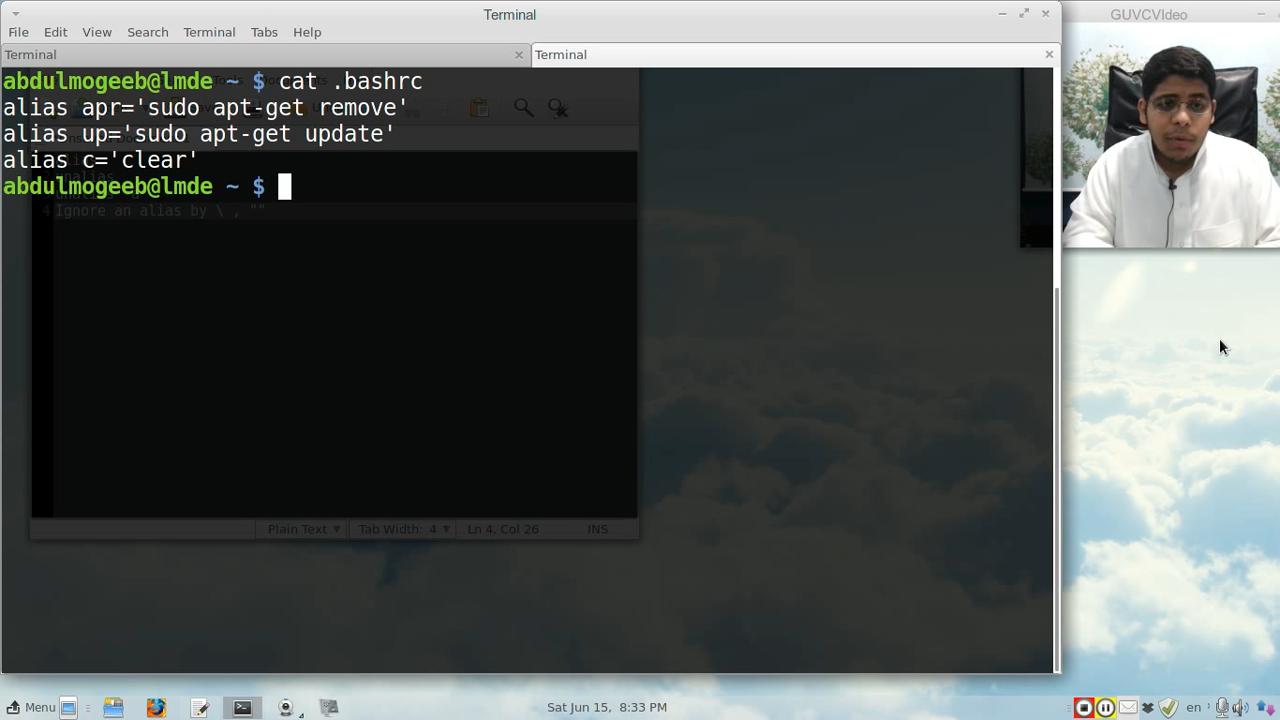 Terminal
GUVCVIdeo
File Edit View Search Terminal Tabs Help
Terminal
Terminal
abdulmogeeb@lmde ~ $ cat .bashrc
alias apr='sudo apt-get remove'
alias up='sudo apt-get update'
alias c='clear'
abdulmogeeb@lmde ~ $
4 Ignore an alias by \ , ""
Plain Text Tab Width: 4 Ln 4, Col 26 INS
Menu
Sat Jun 15, 8:33 PM
en